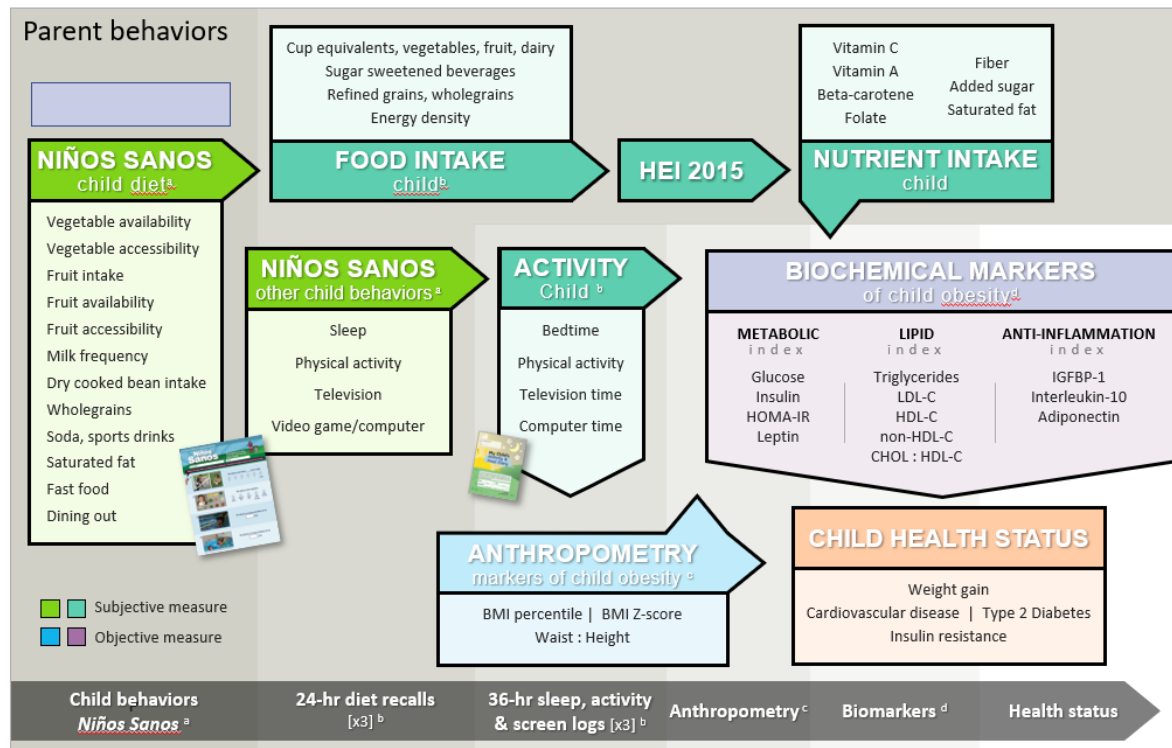 Parent behaviors
Cup equivalents, vegetables, fruit, dairy
Sugar sweetened beverages
Refined grains, wholegrains
Energy density
Vitamin C
Vitamin A
Beta-carotene
Folate
Fiber
Added sugar
Saturated fat
NIÑOS SANOS
child diet a
FOOD INTAKE
child b
HEI 2015
NUTRIENT INTAKE
child
Vegetable availability
Vegetable accessibility
Fruit intake
Fruit availability
Fruit accessibility
Milk frequency
Dry cooked bean intake
Wholegrains
Soda, sports drinks
Saturated fat
Fast food
Dining out
NIÑOS SANOS
other child behaviors a
Sleep
Physical activity
Television
Video game/computer
ACTIVITY
Child b
Bedtime
Physical activity
Television time
Computer time
BIOCHEMICAL MARKERS
of child obesity d
METABOLIC
index
Glucose
Insulin
HOMA-IR
Leptin
LIPID
index
Triglycerides
LDL-C
HDL-C
non-HDL-C
CHOL : HDL-C
ANTI-INFLAMMATION
index
IGFBP-1
Interleukin-10
Adiponectin
Niños
Sanos
ANTHROPOMETRY
markers of child obesity c
BMI percentile | BMI Z-score
Waist : Height
CHILD HEALTH STATUS
Weight gain
Cardiovascular disease | Type 2 Diabetes
Insulin resistance
Subjective measure
Objective measure
Child behaviors
Niños Sanos a
24-hr diet recalls
[x3] b
36-hr sleep, activity
& screen logs [x3] b
Anthropometry c
Biomarkers d
Health status